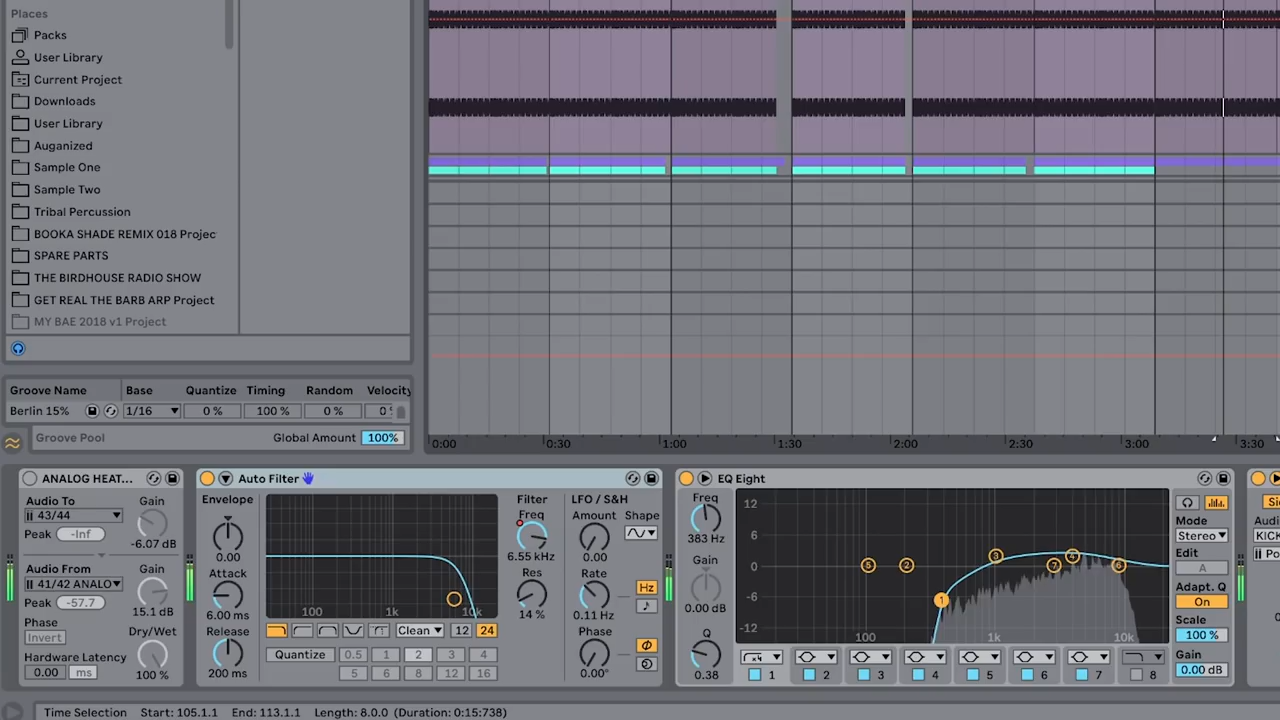 Places
Packs
User Library
Current Project
Downloads
User Library
Auganized
Sample One
Sample Two
Tribal Percussion
BOOKA SHADE REMIX 018 Projec
SPARE PARTS
THE BIRDHOUSE RADIO SHOW
GET REAL THE BARB ARP Project
MY BAE 2018 v1 Project
Groove Name Base Quantize Timing Random Velocity
Berlin 15% 1/16 0 % 100 % 0 %
Groove Pool Global Amount 100%
0:00 0:30 1:00 1:30 2:00 2:30 3:00 3:30
ANALOG HEAT...
Audio To Gain
43/44
Peak -Inf -6.07 dB
Audio From Gain
41/42 ANALO
Peak -57.7 15.1 dB
Phase Dry/Wet
Invert
Hardware Latency
0.00 ms 100 %
Auto Filter
Envelope
0.00
Attack
6.00 ms
Release
200 ms
100 1k 10k
Clean 12 24
Quantize 0.5 1 2 3 4
5 6 8 12 16
Filter
Freq
6.55 kHz
Res
14 %
LFO / S&H
Amount Shape
0.00
Rate Hz
0.11 Hz
Phase
0.00°
EQ Eight
Freq
383 Hz
Gain
0.00 dB
Q
0.38
12
6
0
-6
-12
5 2 3 7 4 6
1
100 1k 10k
x4
1 2 3 4 5 6 7 8
Mode
Stereo
Edit
A
Adapt. Q
On
Scale
100 %
Gain
0.00 dB
Time Selection Start: 105.1.1 End: 113.1.1 Length: 8.0.0 (Duration: 0:15:738)